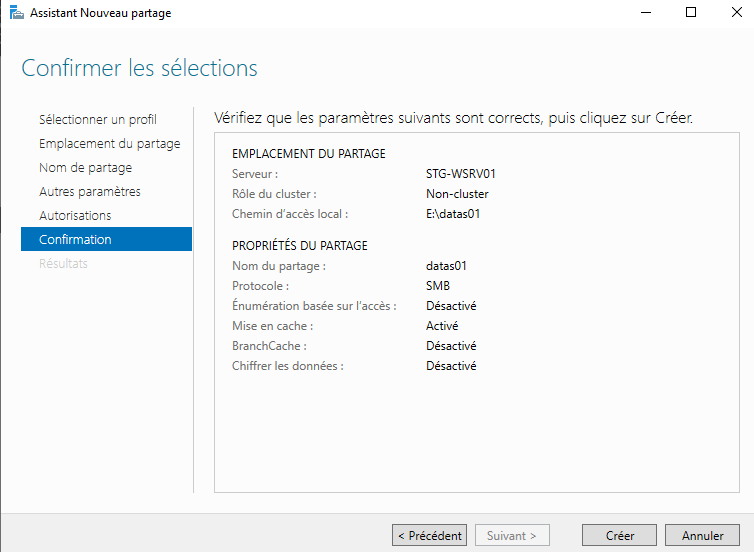 Assistant Nouveau partage
Confirmer les sélections
Sélectionner un profil
Emplacement du partage
Nom de partage
Autres paramètres
Autorisations
Confirmation
Résultats
Vérifiez que les paramètres suivants sont corrects, puis cliquez sur Créer.
EMPLACEMENT DU PARTAGE
Serveur : STG-WSRV01
Rôle du cluster : Non-cluster
Chemin d'accès local : E:\datas01
PROPRIÉTÉS DU PARTAGE
Nom du partage : datas01
Protocole : SMB
Énumération basée sur l'accès : Désactivé
Mise en cache : Activé
BranchCache : Désactivé
Chiffrer les données : Désactivé
< Précédent Suivant > Créer Annuler